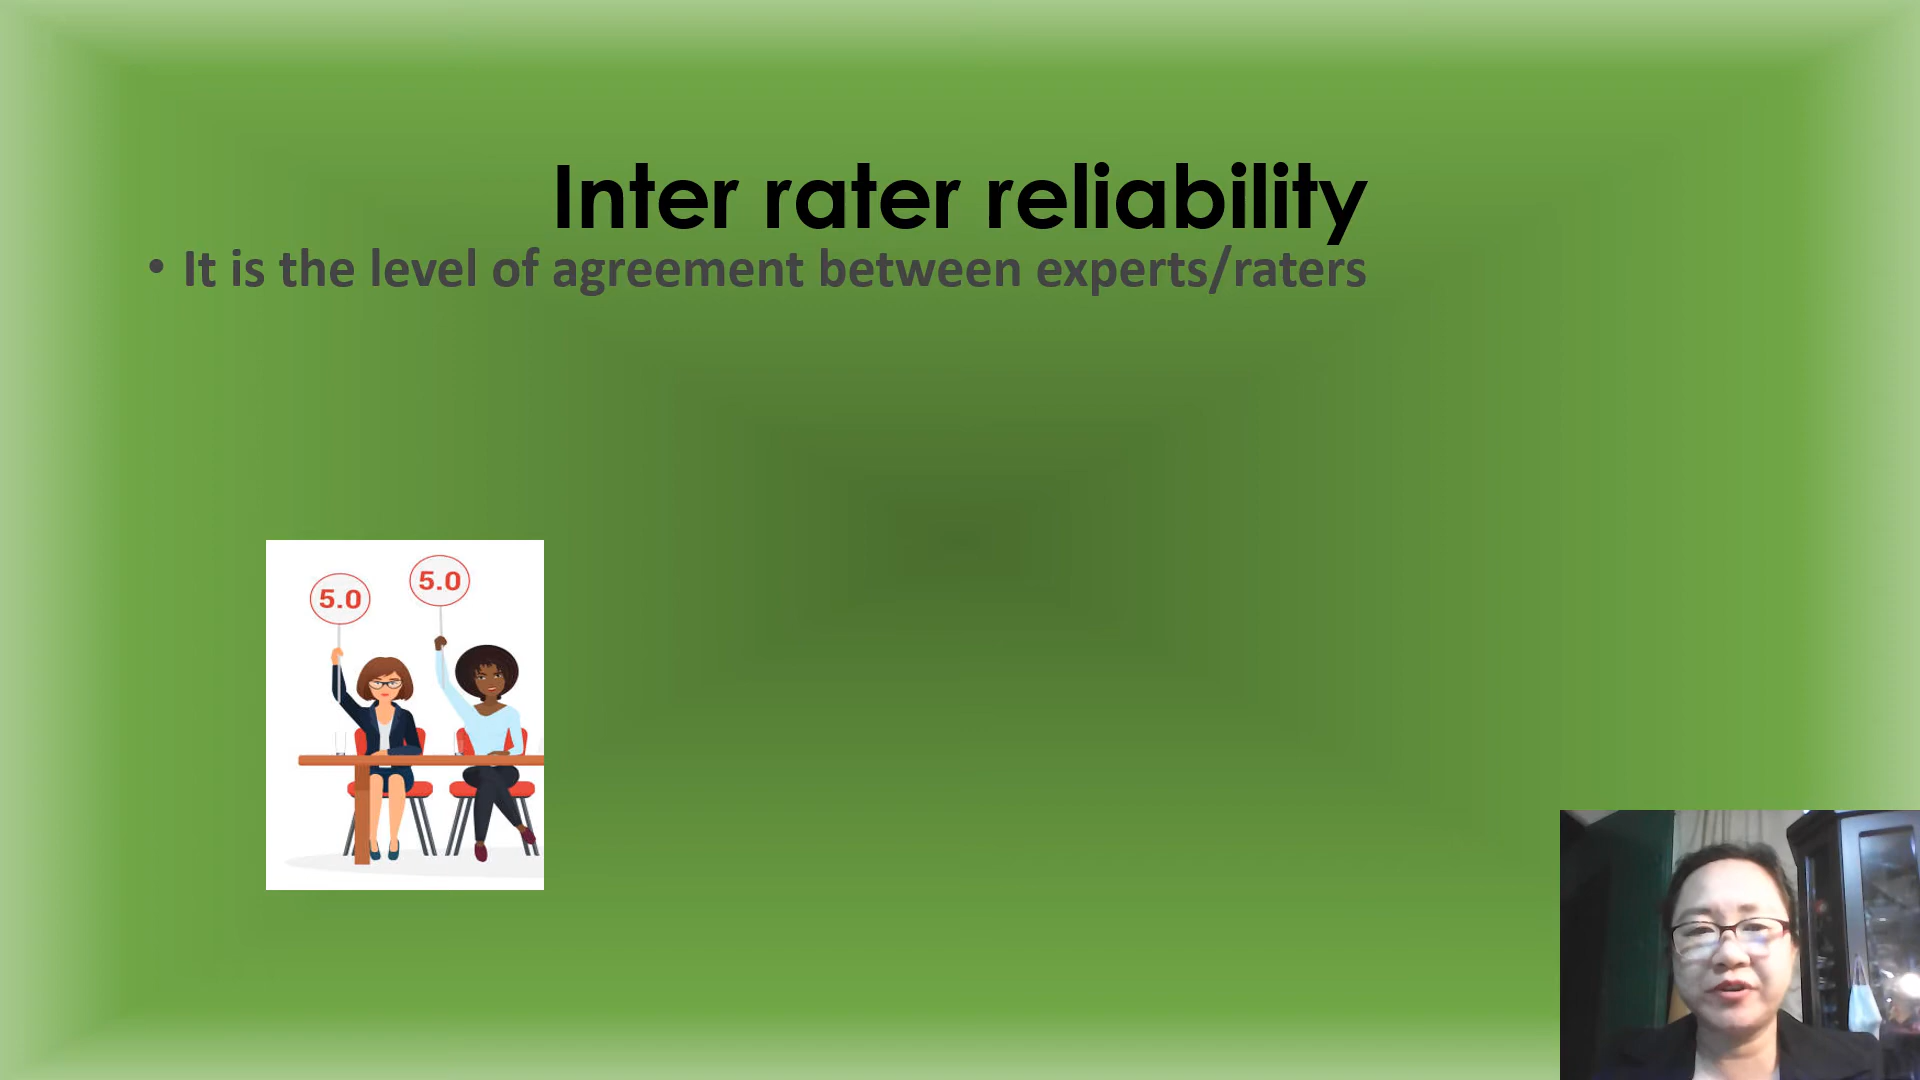 Inter rater reliability
• It is the level of agreement between experts/raters
5.0
5.0